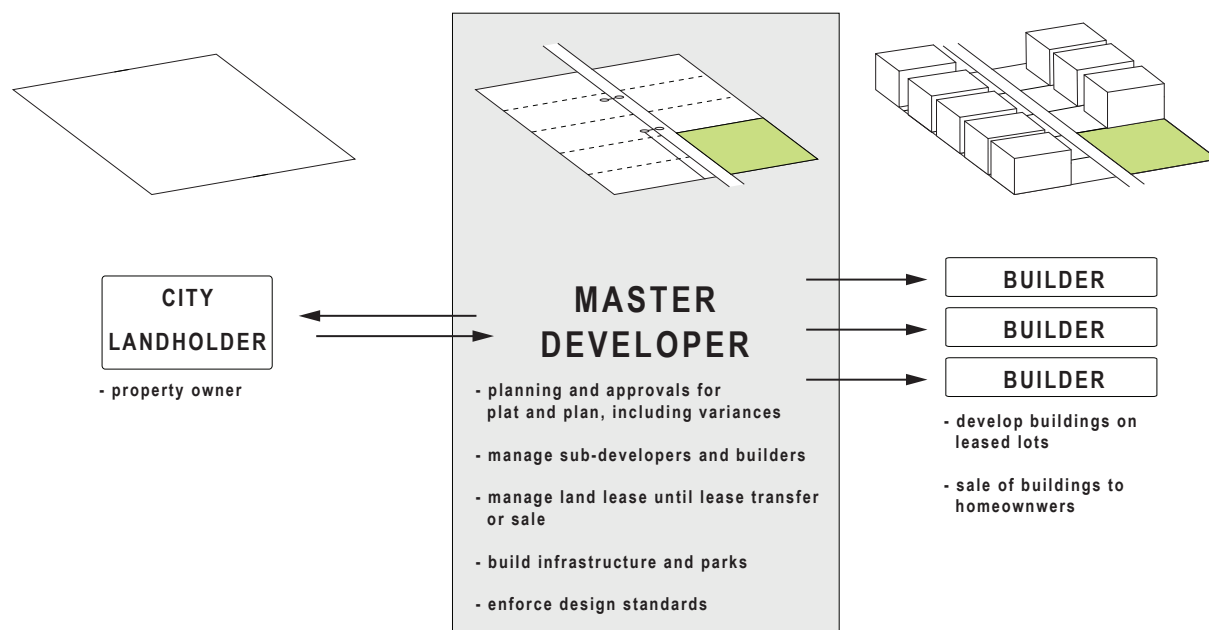 CITY
LANDHOLDER
- property owner
MASTER
DEVELOPER
- planning and approvals for
plat and plan, including variances
- manage sub-developers and builders
- manage land lease until lease transfer
or sale
- build infrastructure and parks
- enforce design standards
BUILDER
BUILDER
BUILDER
- develop buildings on
leased lots
- sale of buildings to
homeownwers